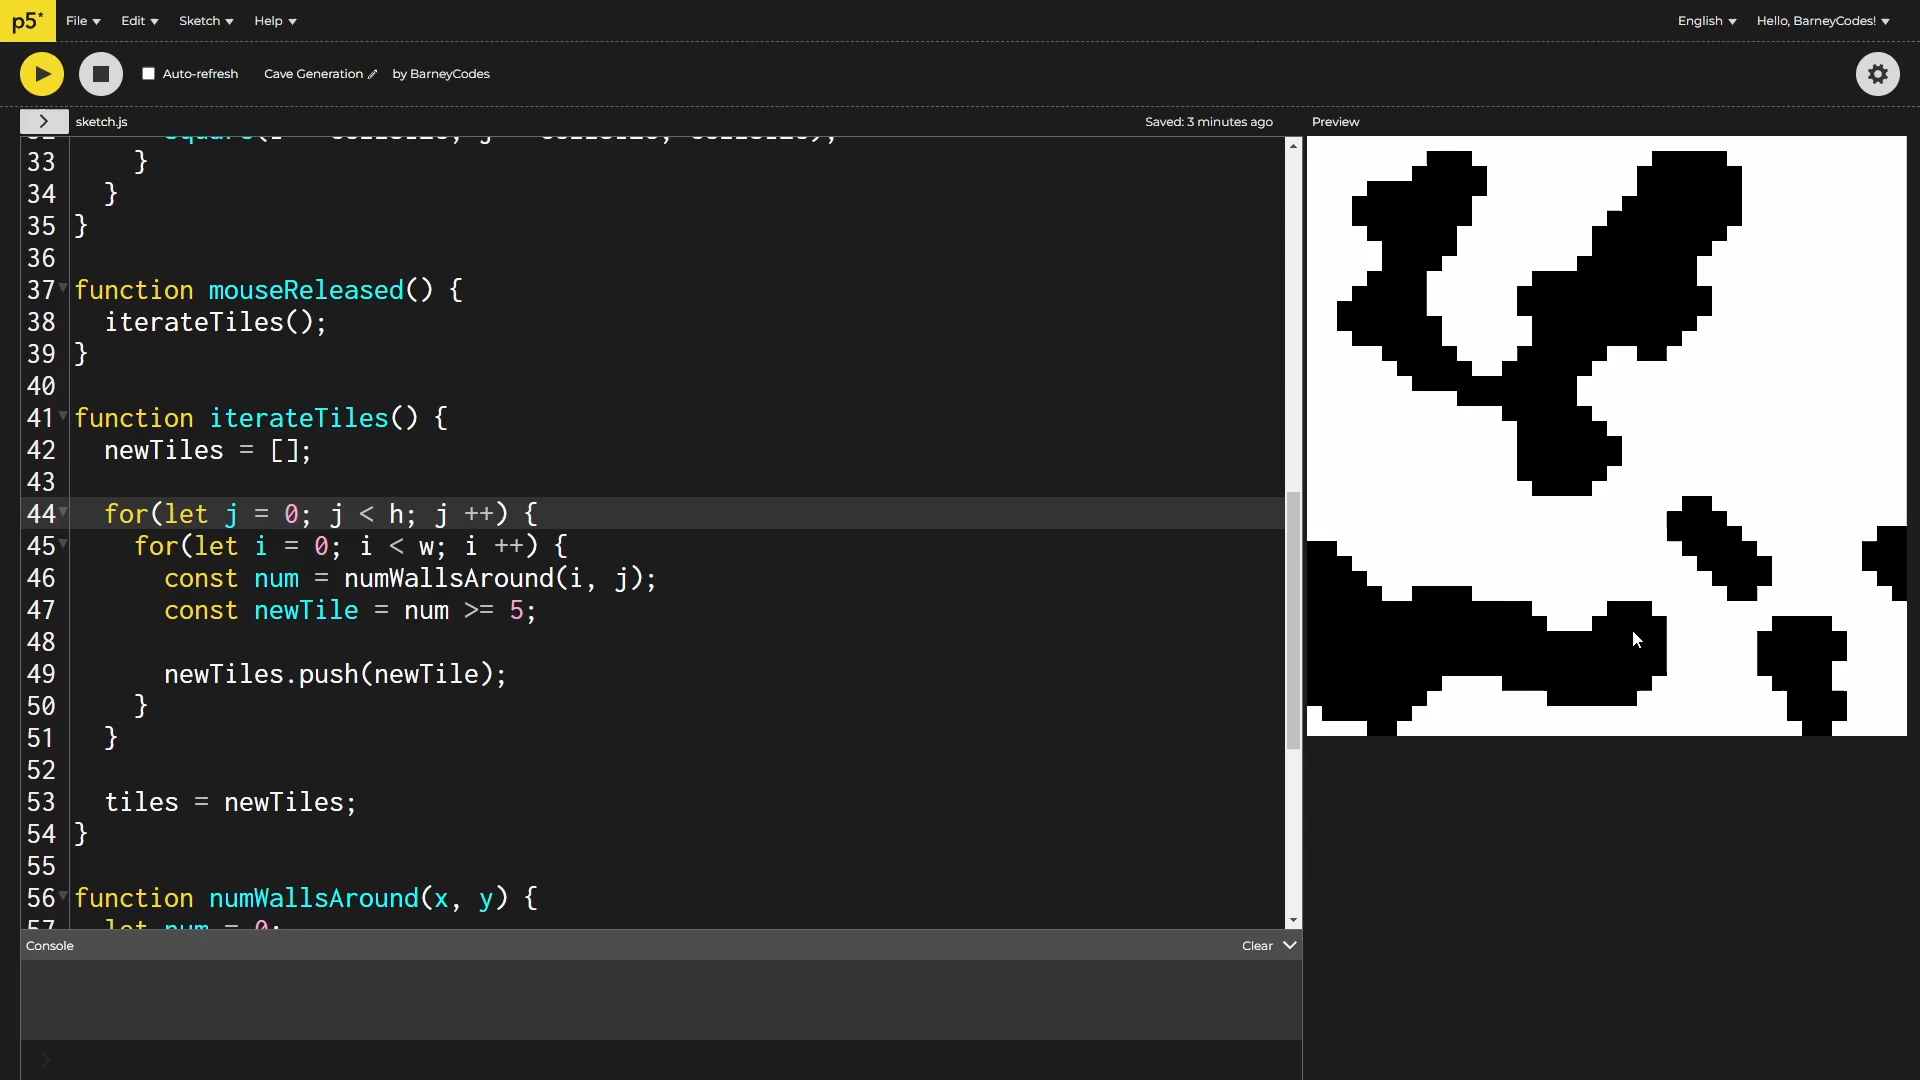 p5* File Edit Sketch Help English Hello, BarneyCodes!
Auto-refresh Cave Generation by BarneyCodes
sketch.js Saved: 3 minutes ago Preview
33 }
34 }
35 }
36
37 function mouseReleased() {
38 iterateTiles();
39 }
40
41 function iterateTiles() {
42 newTiles = [];
43
44 for(let j = 0; j < h; j ++) {
45 for(let i = 0; i < w; i ++) {
46 const num = numWallsAround(i, j);
47 const newTile = num >= 5;
48
49 newTiles.push(newTile);
50 }
51 }
52
53 tiles = newTiles;
54 }
55
56 function numWallsAround(x, y) {
57 let num = 0;
Console Clear